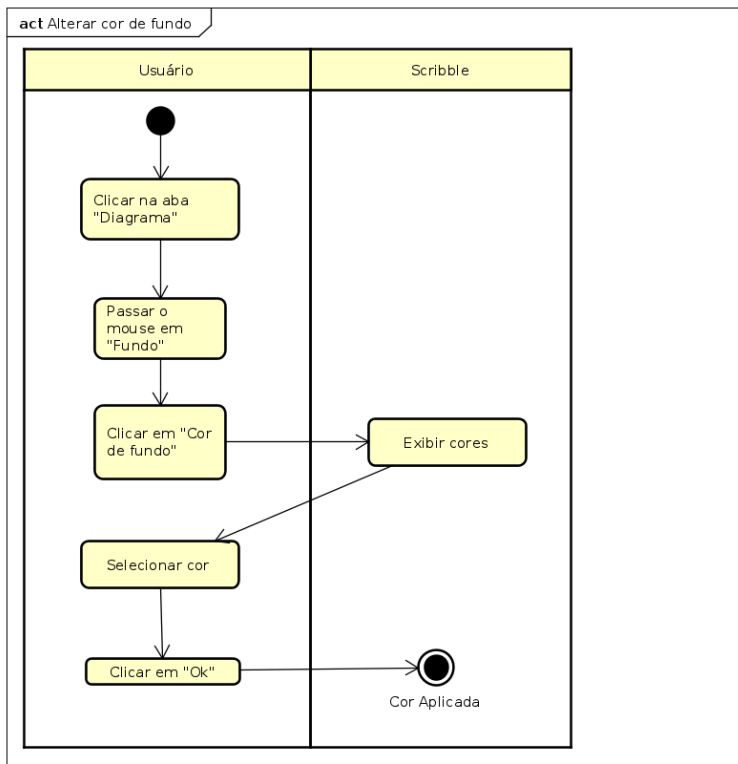 act Alterar cor de fundo
Usuário
Scribble
Clicar na aba
"Diagrama"
Passar o
mouse em
"Fundo"
Clicar em "Cor
de fundo"
Exibir cores
Selecionar cor
Clicar em "Ok"
Cor Aplicada